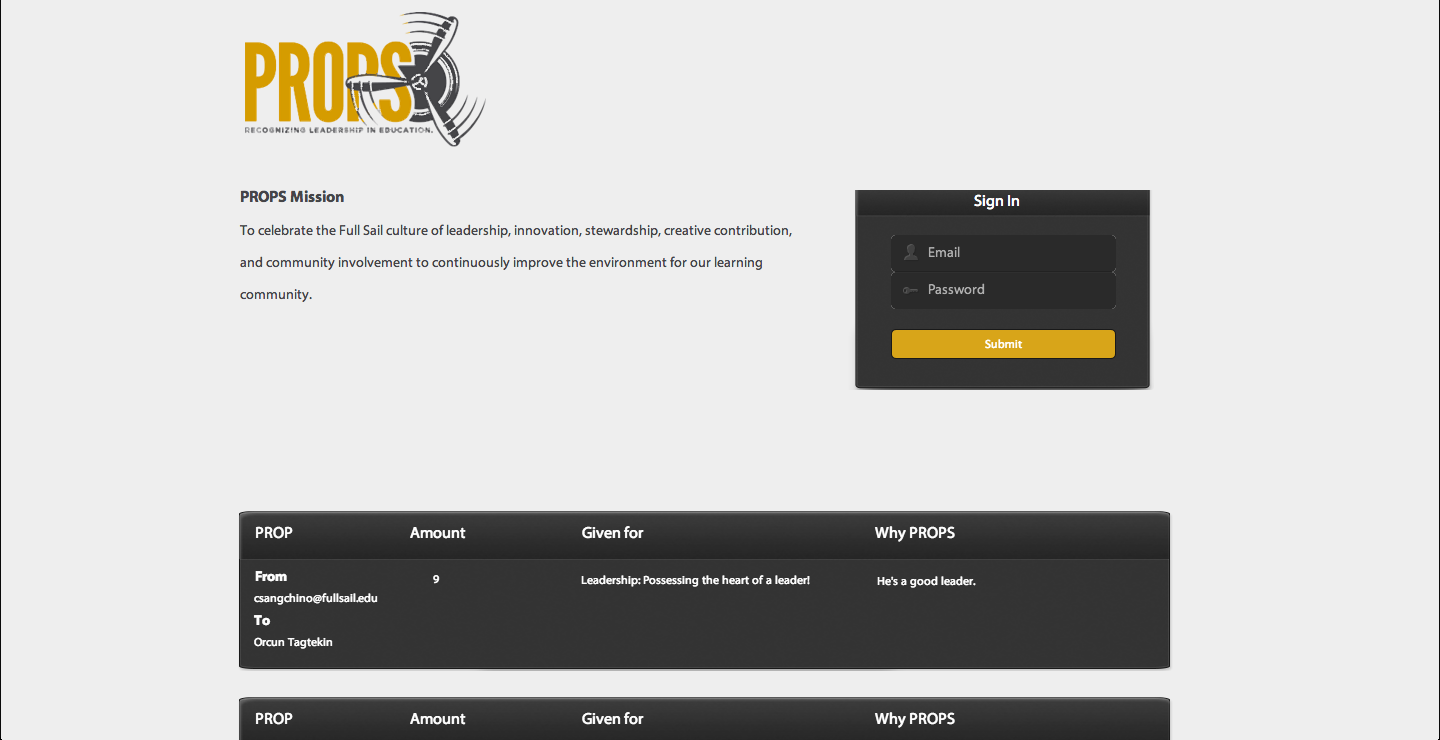 PROPS
RECOGNIZING LEADERSHIP IN EDUCATION.
PROPS Mission
To celebrate the Full Sail culture of leadership, innovation, stewardship, creative contribution,
and community involvement to continuously improve the environment for our learning
community.
Sign In
Email
Password
Submit
PROP Amount Given for Why PROPS
From 9 Leadership: Possessing the heart of a leader! He's a good leader.
csangchino@fullsail.edu
To
Orcun Tagtekin
PROP Amount Given for Why PROPS